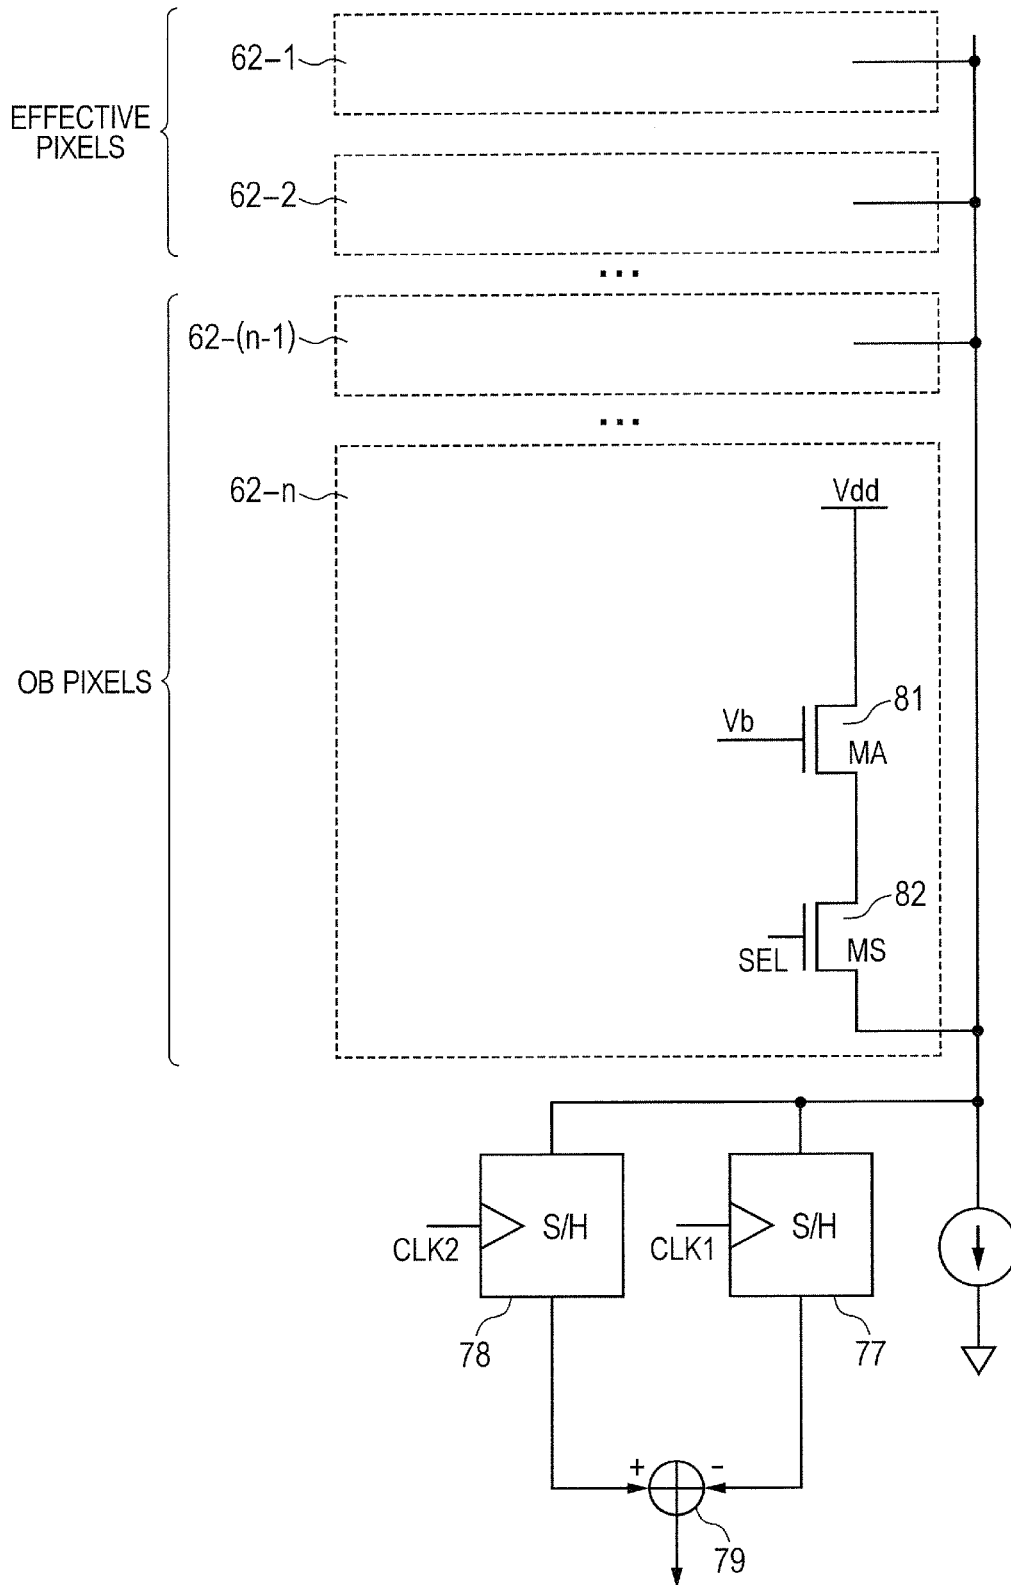 62-1
EFFECTIVE
PIXELS
62-2
...
62-(n-1)
...
62-n
Vdd
OB PIXELS
81
Vb
MA
82
SEL
MS
S/H
CLK2
S/H
CLK1
78
77
+
-
79